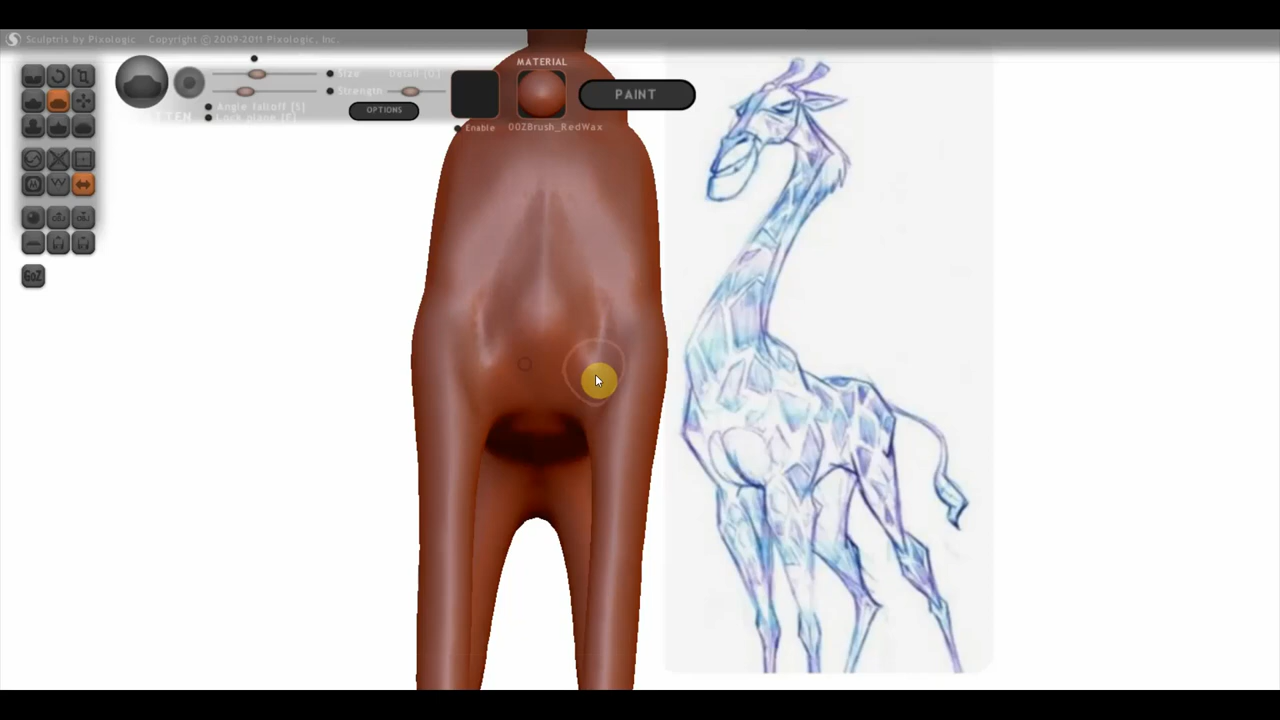 Sculptris by Pixologic Copyright © 2009-2011 Pixologic, Inc.
MATERIAL
Size Detail [Q]
Strength
PAINT
Angle falloff [S]
OPTIONS
Lock plane [F]
Enable
00ZBrush_RedWax
GoZ